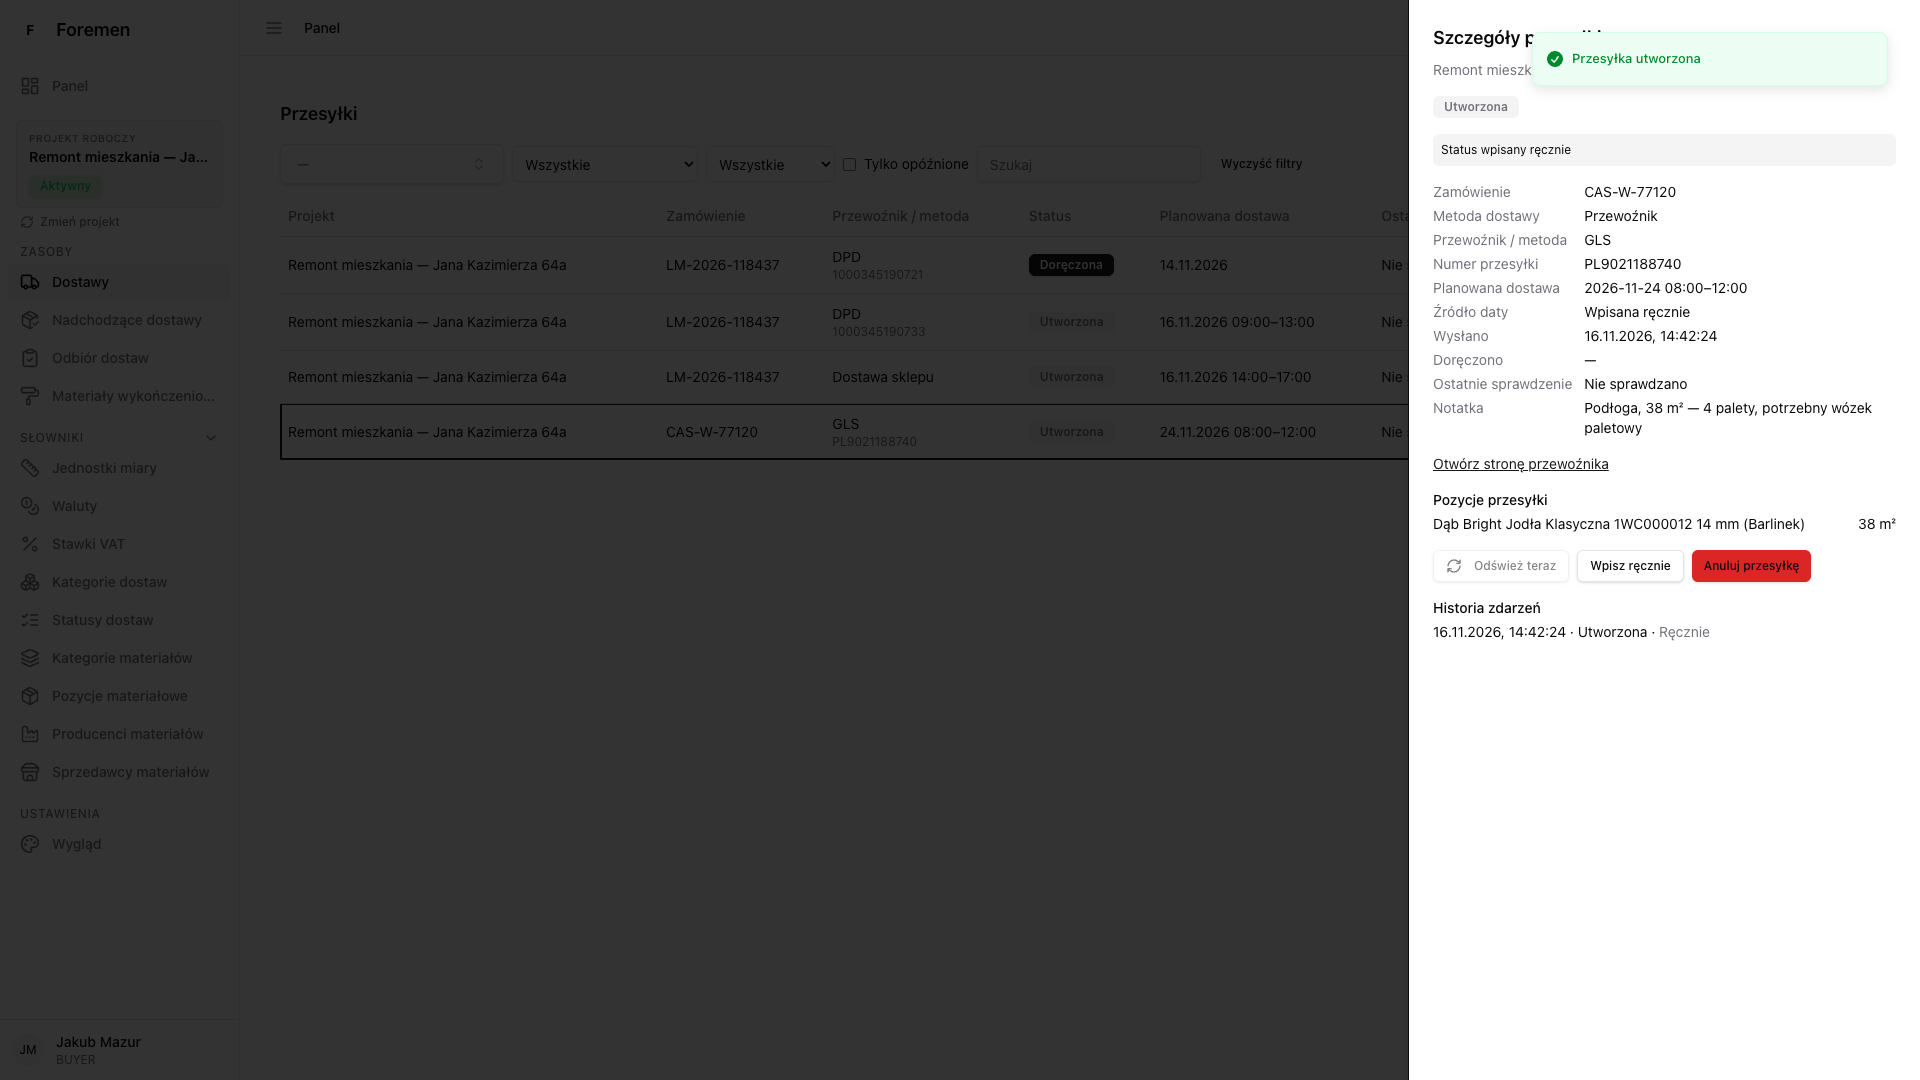 F Foremen
Panel
PROJEKT ROBOCZY
Remont mieszkania — Ja...
Aktywny
Zmień projekt
ZASOBY
Dostawy
Nadchodzące dostawy
Odbiór dostaw
Materiały wykończenio...
SŁOWNIKI
Jednostki miary
Waluty
Stawki VAT
Kategorie dostaw
Statusy dostaw
Kategorie materiałów
Pozycje materiałowe
Producenci materiałów
Sprzedawcy materiałów
USTAWIENIA
Wygląd
JM Jakub Mazur
BUYER
Panel
Przesyłki
— Wszystkie Wszystkie Tylko opóźnione Szukaj Wyczyść filtry
Projekt Zamówienie Przewoźnik / metoda Status Planowana dostawa Osta
Remont mieszkania — Jana Kazimierza 64a LM-2026-118437 DPD Doręczona 14.11.2026 Nie
1000345190721
Remont mieszkania — Jana Kazimierza 64a LM-2026-118437 DPD Utworzona 16.11.2026 09:00–13:00 Nie
1000345190733
Remont mieszkania — Jana Kazimierza 64a LM-2026-118437 Dostawa sklepu Utworzona 16.11.2026 14:00–17:00 Nie
Remont mieszkania — Jana Kazimierza 64a CAS-W-77120 GLS Utworzona 24.11.2026 08:00–12:00 Nie
PL9021188740
Szczegóły
Przesyłka utworzona
Remont mieszk
Utworzona
Status wpisany ręcznie
Zamówienie CAS-W-77120
Metoda dostawy Przewoźnik
Przewoźnik / metoda GLS
Numer przesyłki PL9021188740
Planowana dostawa 2026-11-24 08:00–12:00
Źródło daty Wpisana ręcznie
Wysłano 16.11.2026, 14:42:24
Doręczono —
Ostatnie sprawdzenie Nie sprawdzano
Notatka Podłoga, 38 m² — 4 palety, potrzebny wózek
paletowy
Otwórz stronę przewoźnika
Pozycje przesyłki
Dąb Bright Jodła Klasyczna 1WC000012 14 mm (Barlinek) 38 m²
Odśwież teraz Wpisz ręcznie Anuluj przesyłkę
Historia zdarzeń
16.11.2026, 14:42:24 · Utworzona · Ręcznie